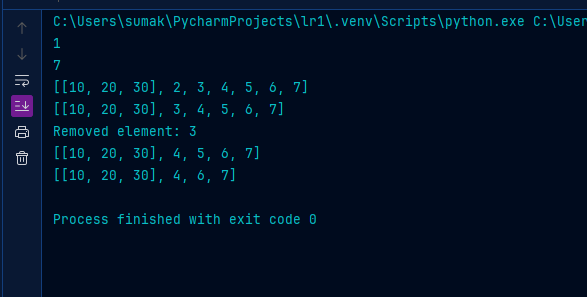 C:\Users\sumak\PycharmProjects\lr1\.venv\Scripts\python.exe C:\User
1
7
[[10, 20, 30], 2, 3, 4, 5, 6, 7]
[[10, 20, 30], 3, 4, 5, 6, 7]
Removed element: 3
[[10, 20, 30], 4, 5, 6, 7]
[[10, 20, 30], 4, 6, 7]
Process finished with exit code 0